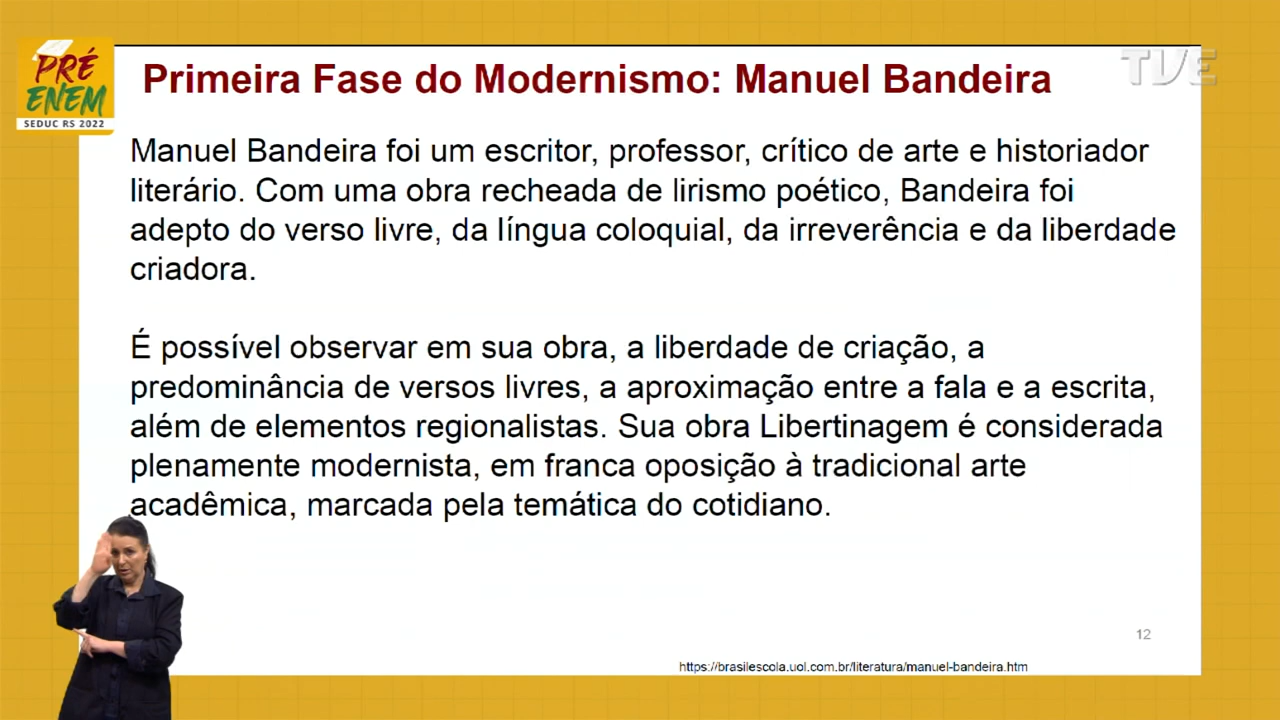 PRÉ
ENEM
SEDUC RS 2022
TVE
Primeira Fase do Modernismo: Manuel Bandeira
Manuel Bandeira foi um escritor, professor, crítico de arte e historiador
literário. Com uma obra recheada de lirismo poético, Bandeira foi
adepto do verso livre, da língua coloquial, da irreverência e da liberdade
criadora.
É possível observar em sua obra, a liberdade de criação, a
predominância de versos livres, a aproximação entre a fala e a escrita,
além de elementos regionalistas. Sua obra Libertinagem é considerada
plenamente modernista, em franca oposição à tradicional arte
acadêmica, marcada pela temática do cotidiano.
12
https://brasilescola.uol.com.br/literatura/manuel-bandeira.htm